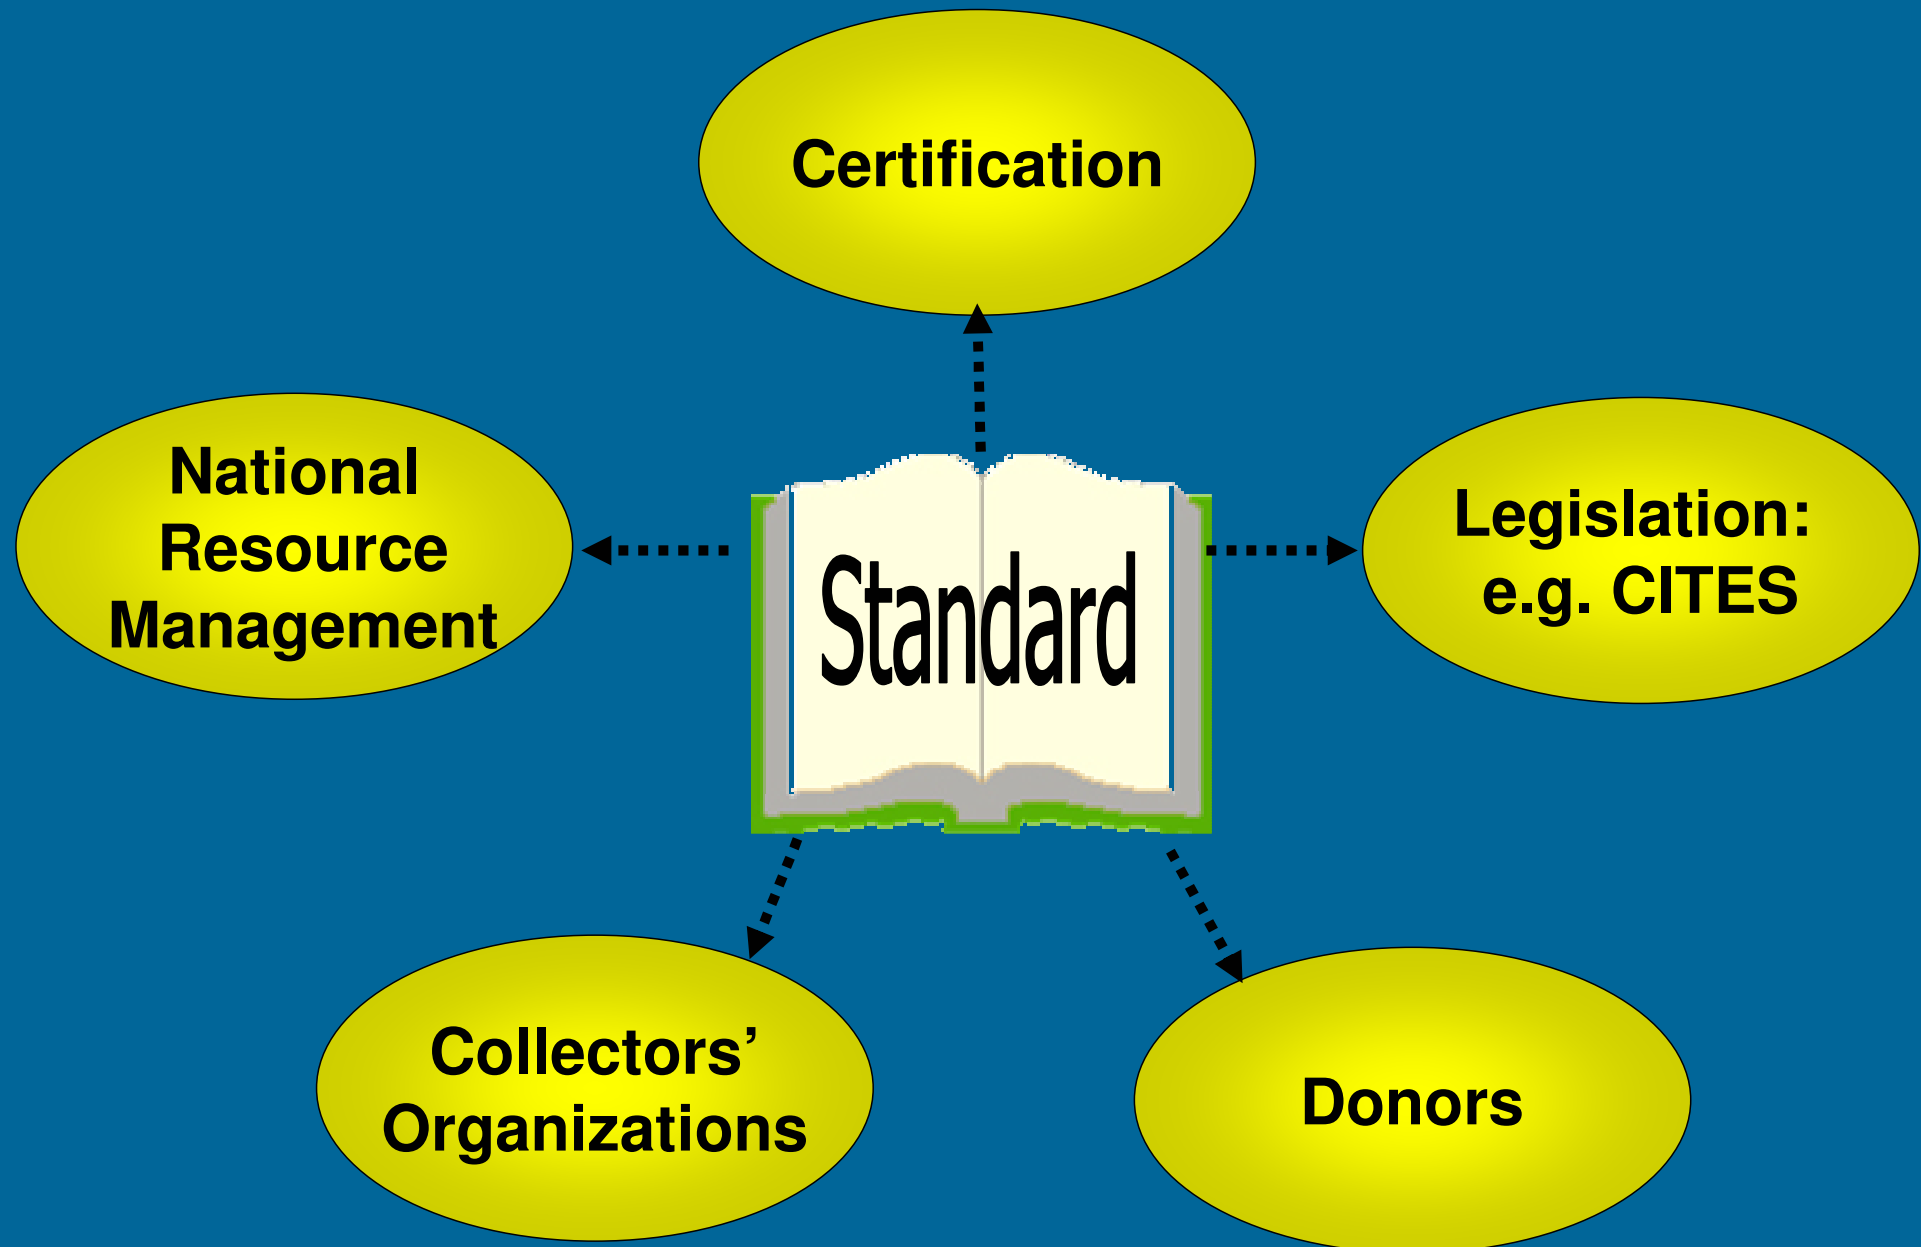 Certification
National
Resource
Management
Standard
Legislation:
e.g. CITES
Collectors’
Organizations
Donors